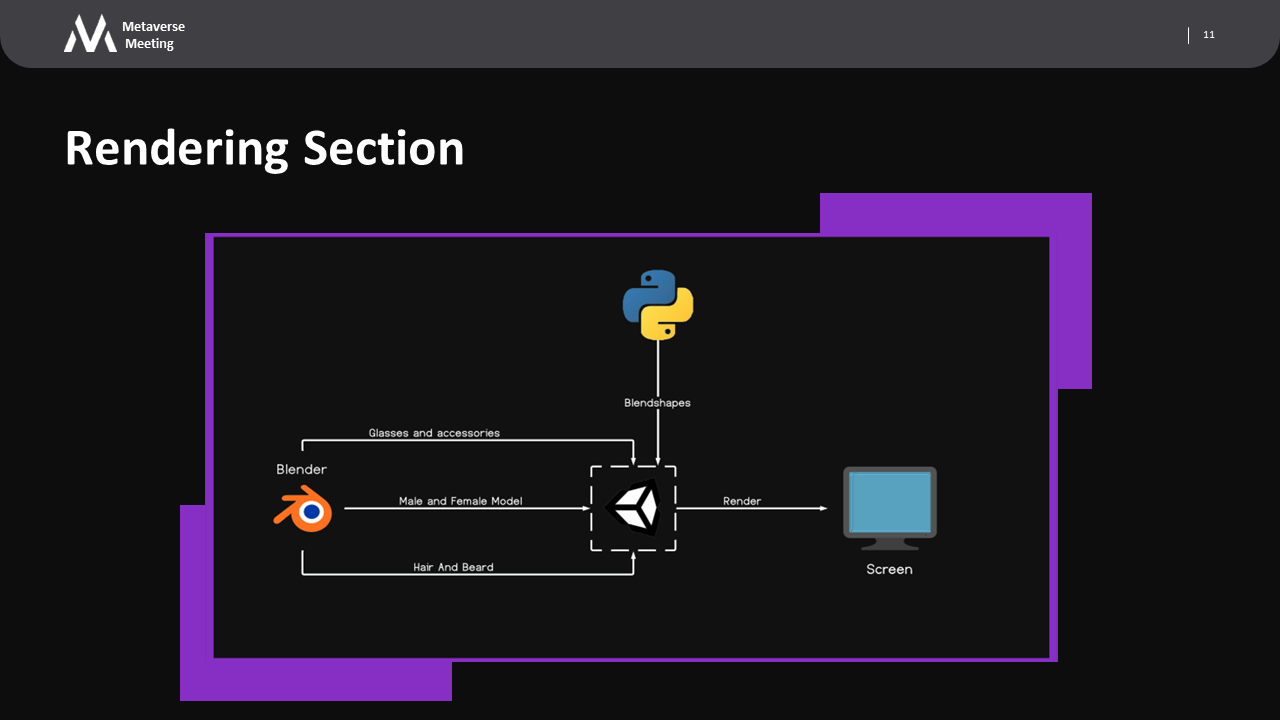 Metaverse
Meeting
11
Rendering Section
Blendshapes
Glasses and accessories
Blender
Male and Female Model
Render
Hair And Beard
Screen